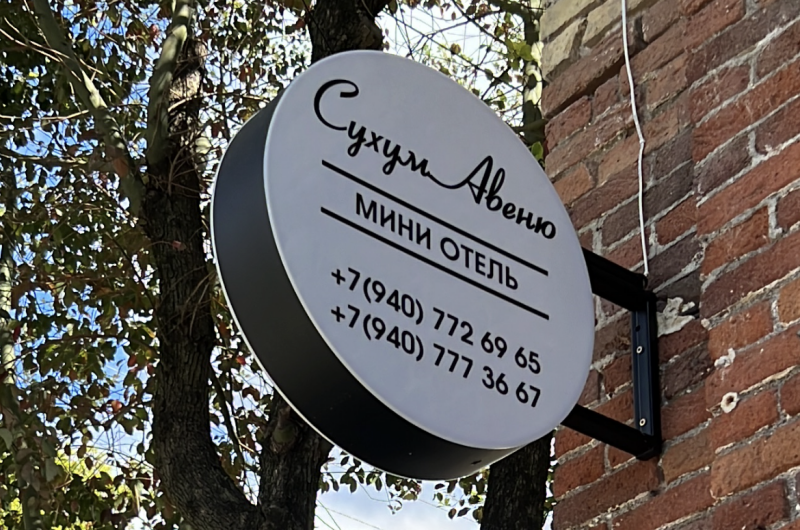 Сухум Авеню
МИНИ ОТЕЛЬ
+7(940) 772 69 65
+7(940) 777 36 67